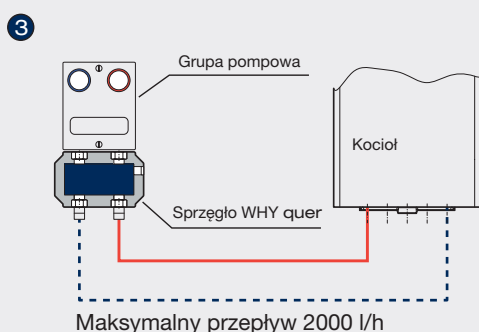 3
Grupa pompowa
Kocioł
Sprzęgło WHY quer
Maksymalny przepływ 2000 l/h